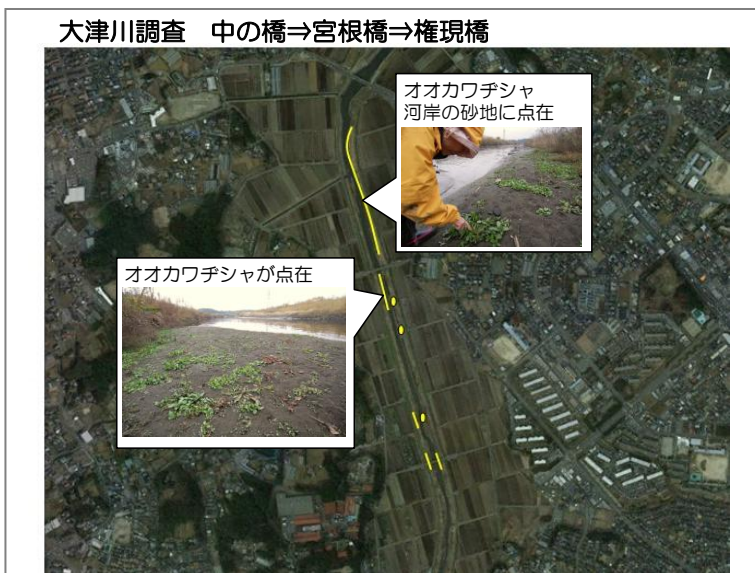 大津川調査　中の橋⇒宮根橋⇒権現橋
オオカワヂシャ
河岸の砂地に点在
オオカワヂシャが点在